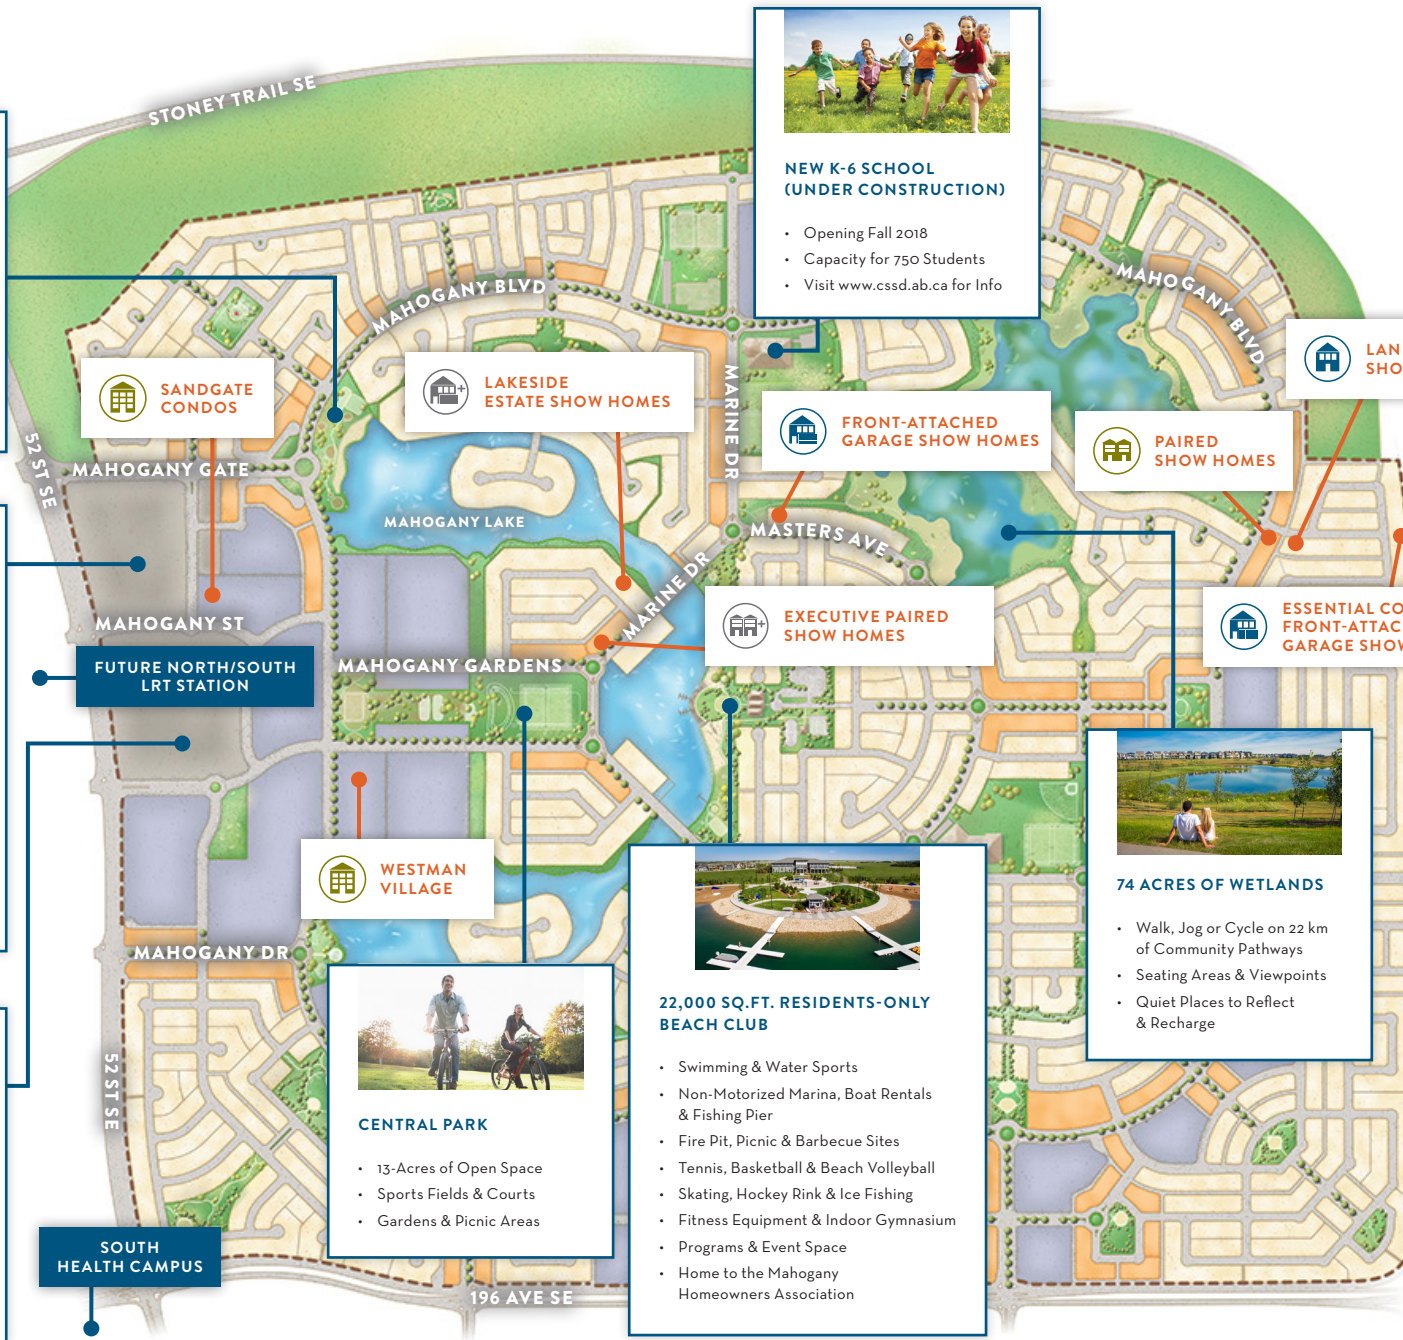 STONEY TRAIL SE
NEW K-6 SCHOOL
(UNDER CONSTRUCTION)
• Opening Fall 2018
• Capacity for 750 Students
• Visit www.cssd.ab.ca for Info
MAHOGANY BLVD
MAHOGANY BLVD
SANDGATE
CONDOS
LAKESIDE
ESTATE SHOW HOMES
MARINE DR
FRONT-ATTACHED
GARAGE SHOW HOMES
PAIRED
SHOW HOMES
LAN
SHO
52 ST SE
MAHOGANY GATE
MAHOGANY LAKE
MASTERS AVE
MARINE DR
MAHOGANY ST
EXECUTIVE PAIRED
SHOW HOMES
ESSENTIAL CO
FRONT-ATTAC
GARAGE SHOW
FUTURE NORTH/SOUTH
LRT STATION
MAHOGANY GARDENS
WESTMAN
VILLAGE
74 ACRES OF WETLANDS
• Walk, Jog or Cycle on 22 km
of Community Pathways
• Seating Areas & Viewpoints
• Quiet Places to Reflect
& Recharge
MAHOGANY DR
22,000 SQ.FT. RESIDENTS-ONLY
BEACH CLUB
• Swimming & Water Sports
• Non-Motorized Marina, Boat Rentals
& Fishing Pier
• Fire Pit, Picnic & Barbecue Sites
• Tennis, Basketball & Beach Volleyball
• Skating, Hockey Rink & Ice Fishing
• Fitness Equipment & Indoor Gymnasium
• Programs & Event Space
• Home to the Mahogany
Homeowners Association
52 ST SE
CENTRAL PARK
• 13-Acres of Open Space
• Sports Fields & Courts
• Gardens & Picnic Areas
SOUTH
HEALTH CAMPUS
196 AVE SE